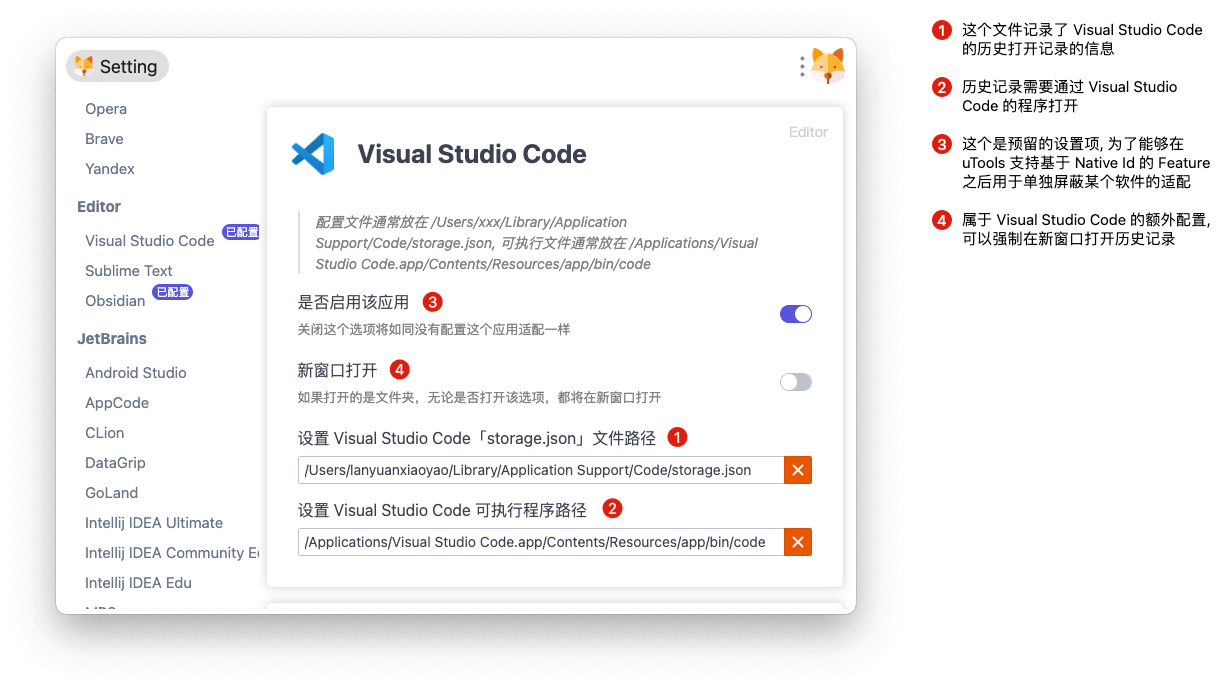 Setting
Opera
Brave
Yandex
Editor
Visual Studio Code
已配置
Sublime Text
Obsidian
已配置
JetBrains
Android Studio
AppCode
CLion
DataGrip
GoLand
Intellij IDEA Ultimate
Intellij IDEA Community
Intellij IDEA Edu
Editor
Visual Studio Code
配置文件通常放在 /Users/xxx/Library/Application
Support/Code/storage.json, 可执行文件通常放在 /Applications/Visual
Studio Code.app/Contents/Resources/app/bin/code
是否启用该应用 3
关闭这个选项将如同没有配置这个应用适配一样
新窗口打开 4
如果打开的是文件夹，无论是否打开该选项，都将在新窗口打开
设置 Visual Studio Code「storage.json」文件路径 1
/Users/lanyuanxiaoyao/Library/Application Support/Code/storage.json
设置 Visual Studio Code 可执行程序路径 2
/Applications/Visual Studio Code.app/Contents/Resources/app/bin/code
1 这个文件记录了 Visual Studio Code
的历史打开记录的信息
2 历史记录需要通过 Visual Studio
Code 的程序打开
3 这个是预留的设置项, 为了能够在
uTools 支持基于 Native Id 的 Feature
之后用于单独屏蔽某个软件的适配
4 属于 Visual Studio Code 的额外配置,
可以强制在新窗口打开历史记录